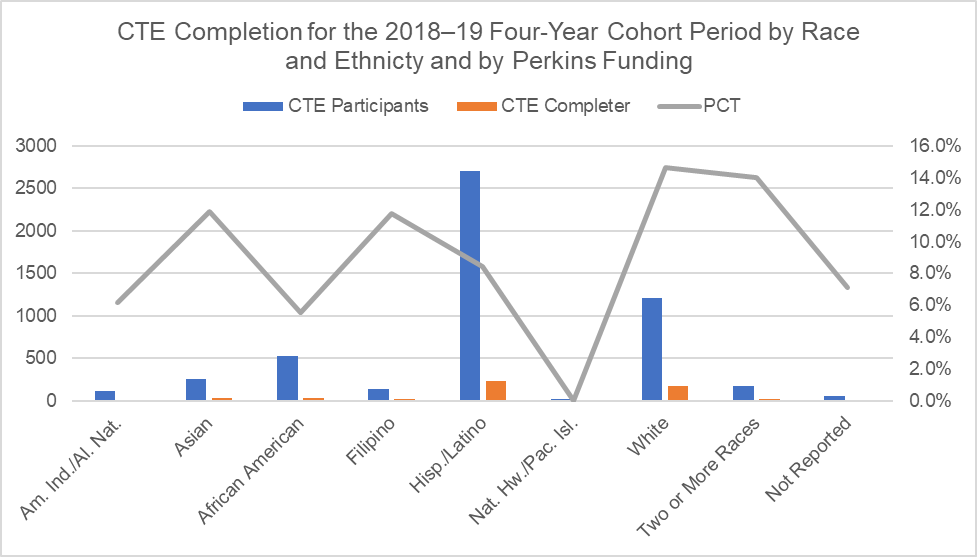 CTE Completion for the 2018–19 Four-Year Cohort Period by Race
and Ethnicty and by Perkins Funding
CTE Participants
CTE Completer
PCT
3000
2500
2000
1500
1000
500
0
16.0%
14.0%
12.0%
10.0%
8.0%
6.0%
4.0%
2.0%
0.0%
Am. Ind./Al. Nat.
Asian
African American
Filipino
Hisp./Latino
Nat. Hw./Pac. Isl.
White
Two or More Races
Not Reported